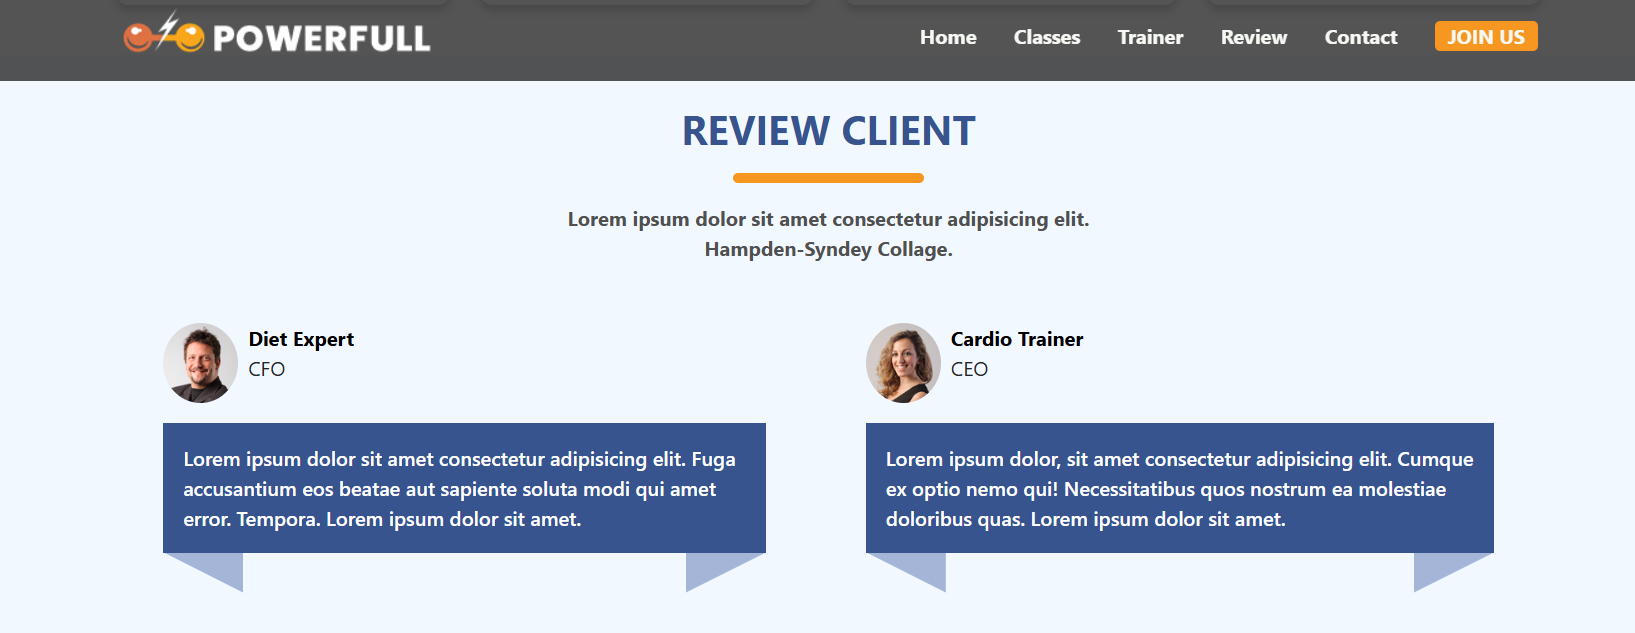 POWERFULL
Home Classes Trainer Review Contact JOIN US
REVIEW CLIENT
Lorem ipsum dolor sit amet consectetur adipisicing elit.
Hampden-Syndey Collage.
Diet Expert
CFO
Lorem ipsum dolor sit amet consectetur adipisicing elit. Fuga
accusantium eos beatae aut sapiente soluta modi qui amet
error. Tempora. Lorem ipsum dolor sit amet.
Cardio Trainer
CEO
Lorem ipsum dolor, sit amet consectetur adipisicing elit. Cumque
ex optio nemo qui! Necessitatibus quos nostrum ea molestiae
doloribus quas. Lorem ipsum dolor sit amet.